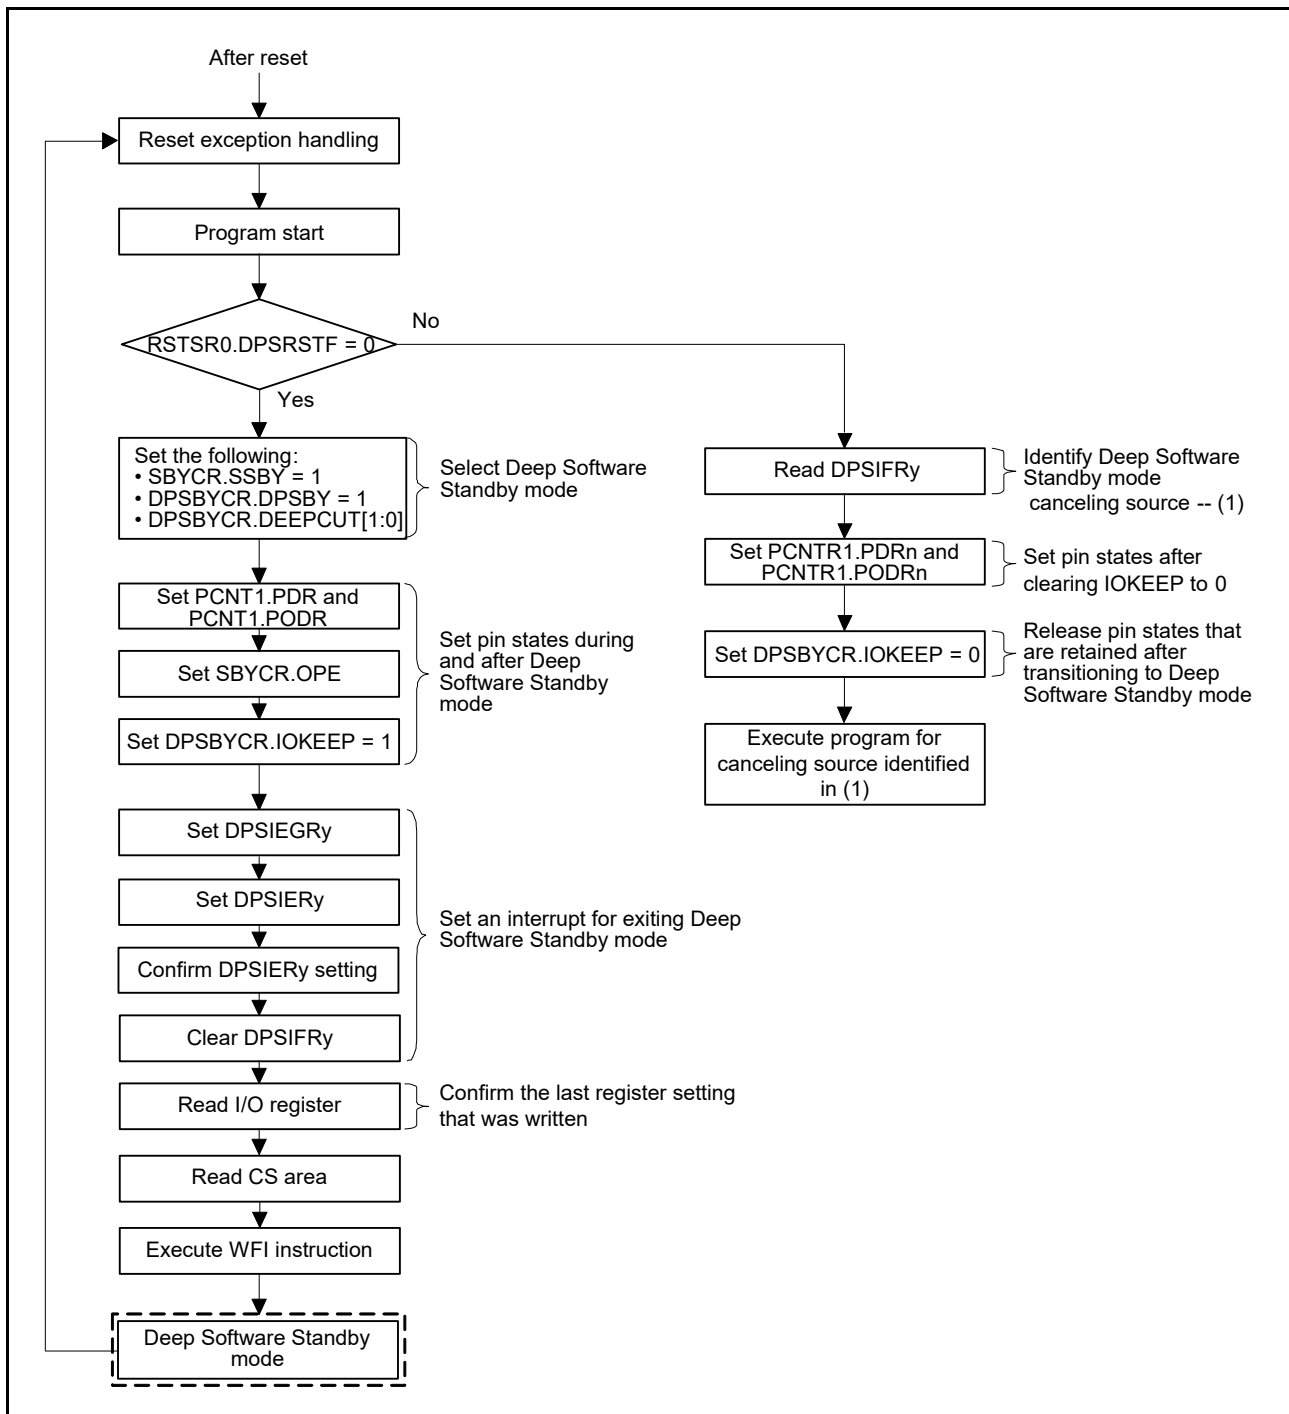 After reset
Reset exception handling
Program start
RSTSR0.DPSRSTF = 0
No
Yes
Set the following:
• SBYCR.SSBY = 1
• DPSBYCR.DPSBY = 1
• DPSBYCR.DEEPCUT[1:0]
Select Deep Software
Standby mode
Set PCNT1.PDR and
PCNT1.PODR
Set SBYCR.OPE
Set DPSBYCR.IOKEEP = 1
Set pin states during
and after Deep
Software Standby
mode
Set DPSIEGRy
Set DPSIERy
Confirm DPSIERy setting
Clear DPSIFRy
Set an interrupt for exiting Deep
Software Standby mode
Read I/O register
Confirm the last register setting
that was written
Read CS area
Execute WFI instruction
Deep Software Standby
mode
Read DPSIFRy
Identify Deep Software
Standby mode
canceling source -- (1)
Set PCNTR1.PDRn and
PCNTR1.PODRn
Set pin states after
clearing IOKEEP to 0
Set DPSBYCR.IOKEEP = 0
Release pin states that
are retained after
transitioning to Deep
Software Standby mode
Execute program for
canceling source identified
in (1)